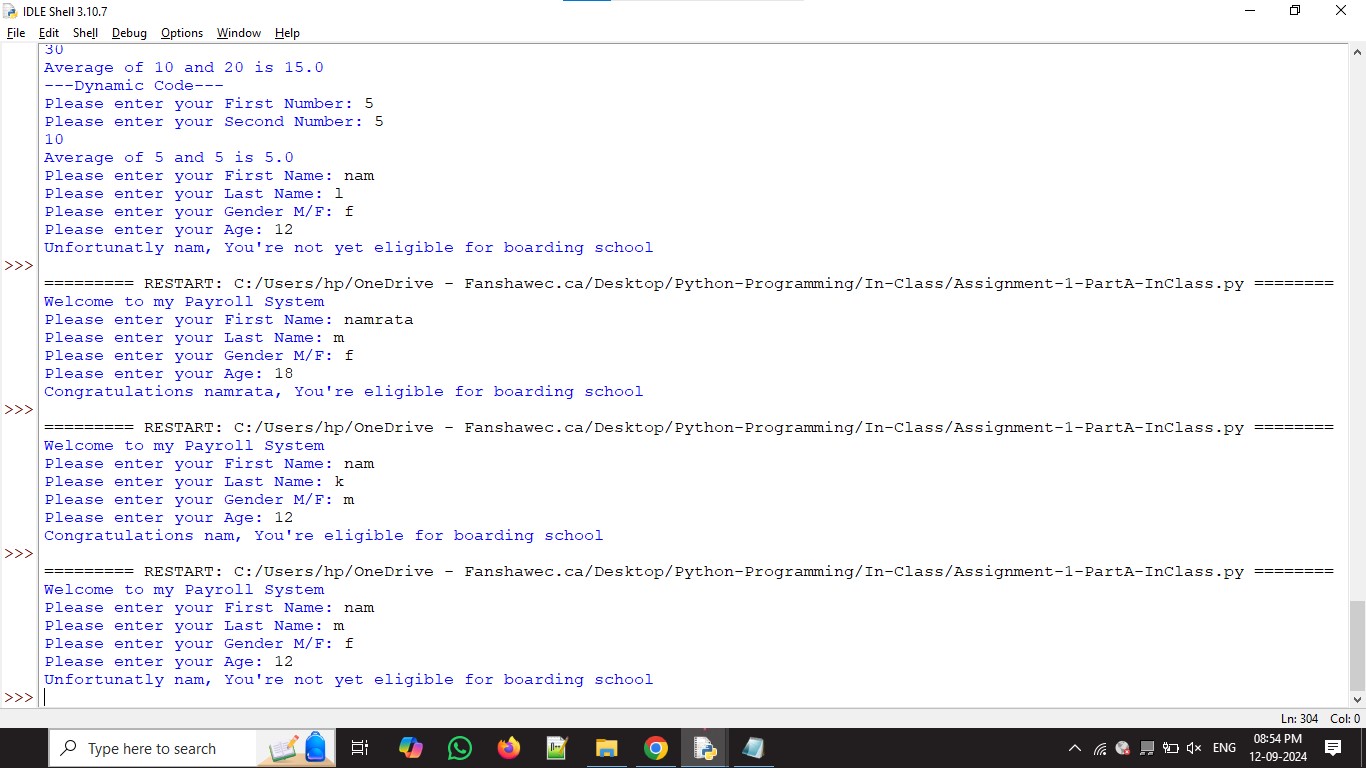 IDLE Shell 3.10.7
File Edit Shell Debug Options Window Help
30
Average of 10 and 20 is 15.0
---Dynamic Code---
Please enter your First Number: 5
Please enter your Second Number: 5
10
Average of 5 and 5 is 5.0
Please enter your First Name: nam
Please enter your Last Name: l
Please enter your Gender M/F: f
Please enter your Age: 12
Unfortunatly nam, You're not yet eligible for boarding school
>>>
========= RESTART: C:/Users/hp/OneDrive - Fanshawec.ca/Desktop/Python-Programming/In-Class/Assignment-1-PartA-InClass.py ========
Welcome to my Payroll System
Please enter your First Name: namrata
Please enter your Last Name: m
Please enter your Gender M/F: f
Please enter your Age: 18
Congratulations namrata, You're eligible for boarding school
>>>
========= RESTART: C:/Users/hp/OneDrive - Fanshawec.ca/Desktop/Python-Programming/In-Class/Assignment-1-PartA-InClass.py ========
Welcome to my Payroll System
Please enter your First Name: nam
Please enter your Last Name: k
Please enter your Gender M/F: m
Please enter your Age: 12
Congratulations nam, You're eligible for boarding school
>>>
========= RESTART: C:/Users/hp/OneDrive - Fanshawec.ca/Desktop/Python-Programming/In-Class/Assignment-1-PartA-InClass.py ========
Welcome to my Payroll System
Please enter your First Name: nam
Please enter your Last Name: m
Please enter your Gender M/F: f
Please enter your Age: 12
Unfortunatly nam, You're not yet eligible for boarding school
>>>
Ln: 304 Col: 0
Type here to search
ENG
08:54 PM
12-09-2024